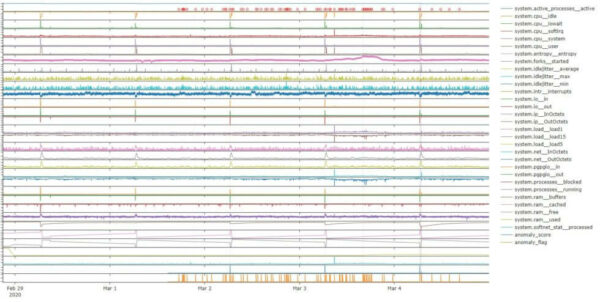 system.active_processes__active
system.cpu__idle
system.cpu__iowait
system.cpu__softirq
system.cpu__system
system.cpu__user
system.entropy__entropy
system.forks__started
system.idlejitter__average
system.idlejitter__max
system.idlejitter__min
system.intr__interrupts
system.io__in
system.io__out
system.ip__InOctets
system.ip__OutOctets
system.load__load1
system.load__load15
system.load__load5
system.net__InOctets
system.net__OutOctets
system.pgpgio__in
system.pgpgio__out
system.processes__blocked
system.processes__running
system.ram__buffers
system.ram__cached
system.ram__free
system.ram__used
system.softnet_stat__processed
anomaly_score
anomaly_flag
Feb 29
2020
Mar 1
Mar 2
Mar 3
Mar 4